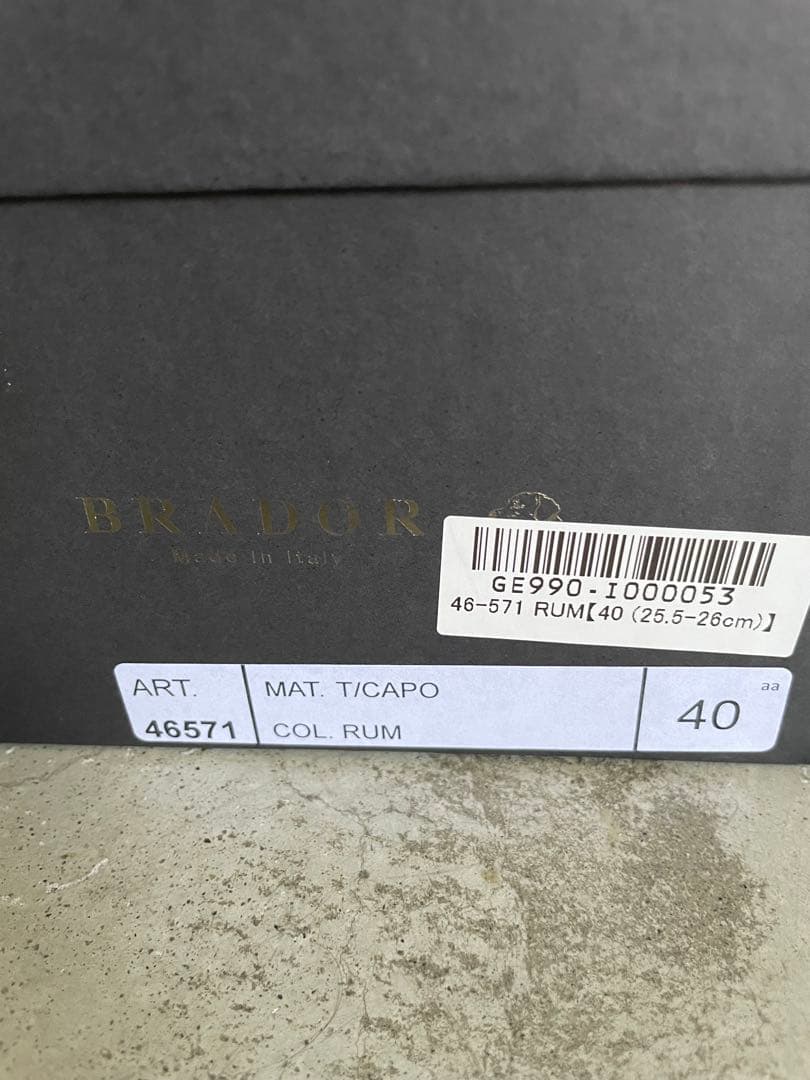 BRADOR
Made in Italy
GE990-I000053
46-571 RUM【40 (25.5-26cm)】
ART.
46571
MAT. T/CAPO
COL. RUM
40
aa